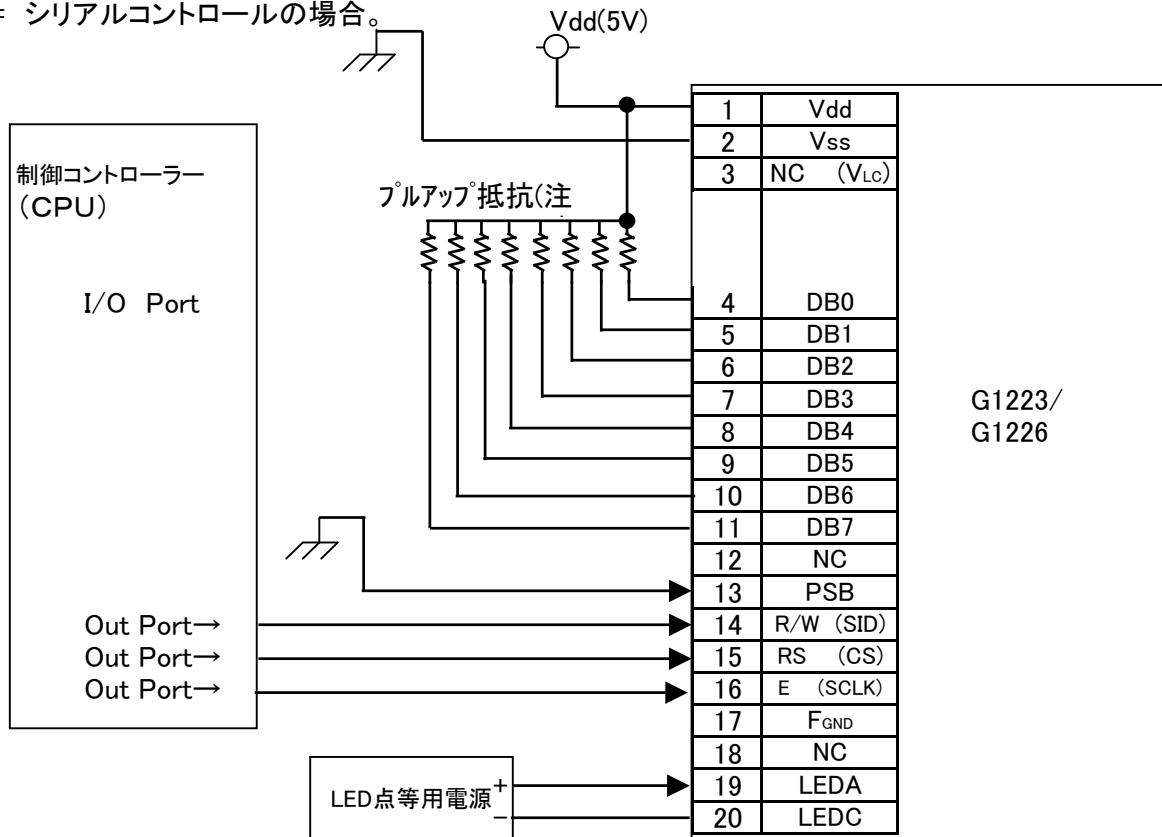 = シリアルコントロールの場合。
Vdd(5V)
制御コントローラー
(CPU)
I/O Port
Out Port→
Out Port→
Out Port→
プルアップ抵抗(注
1 Vdd
2 Vss
3 NC (VLC)
4 DB0
5 DB1
6 DB2
7 DB3
8 DB4
9 DB5
10 DB6
11 DB7
12 NC
13 PSB
14 R/W (SID)
15 RS (CS)
16 E (SCLK)
17 FGND
18 NC
19 LEDA
20 LEDC
G1223/
G1226
LED点等用電源
+
−